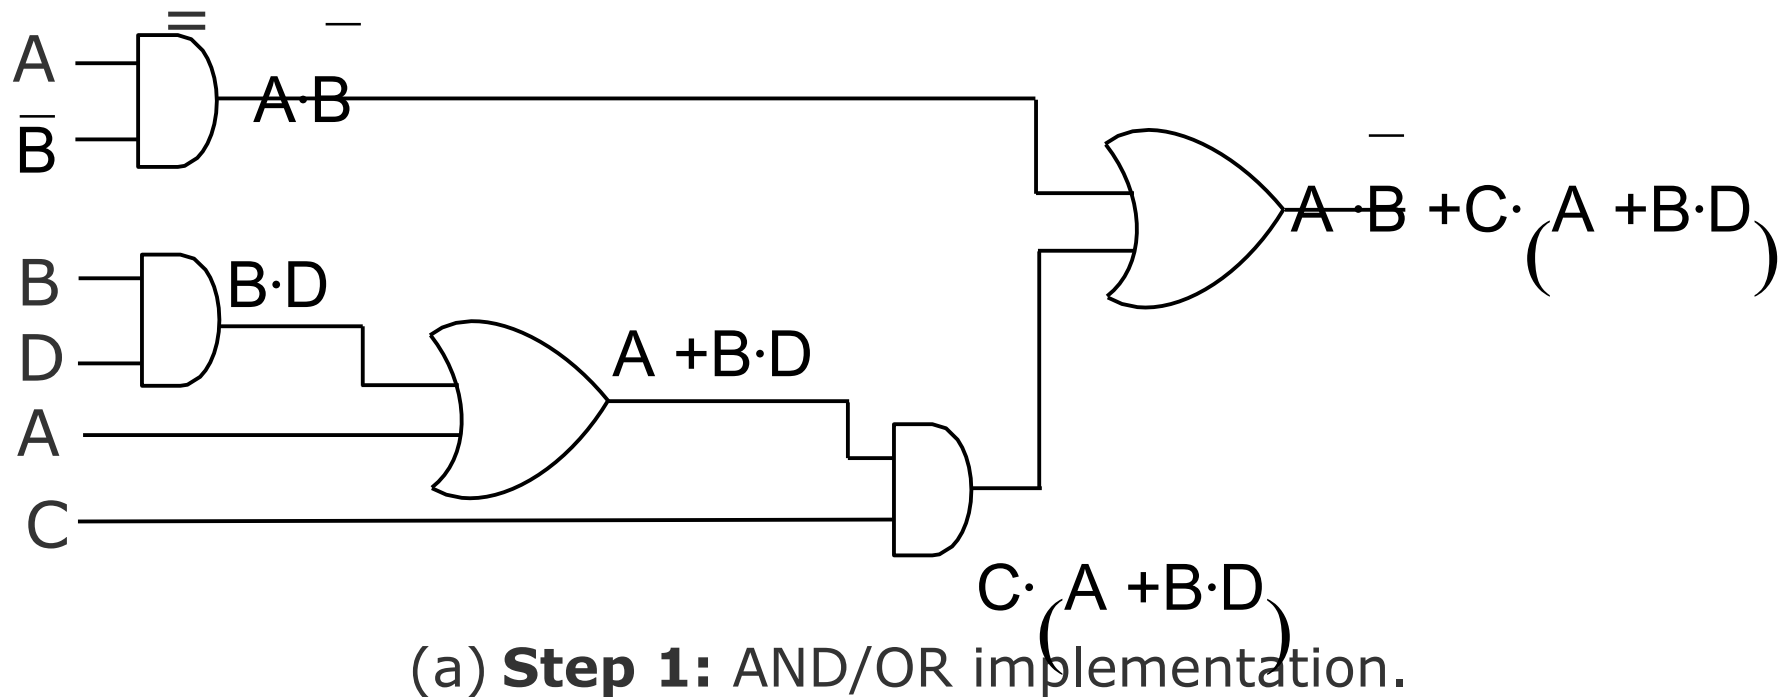 =
A
A·B̅
B̅
A·B̅ +C·(A +B·D)
B
B·D
D
A +B·D
A
C
C·(A +B·D)
(a) Step 1: AND/OR implementation.